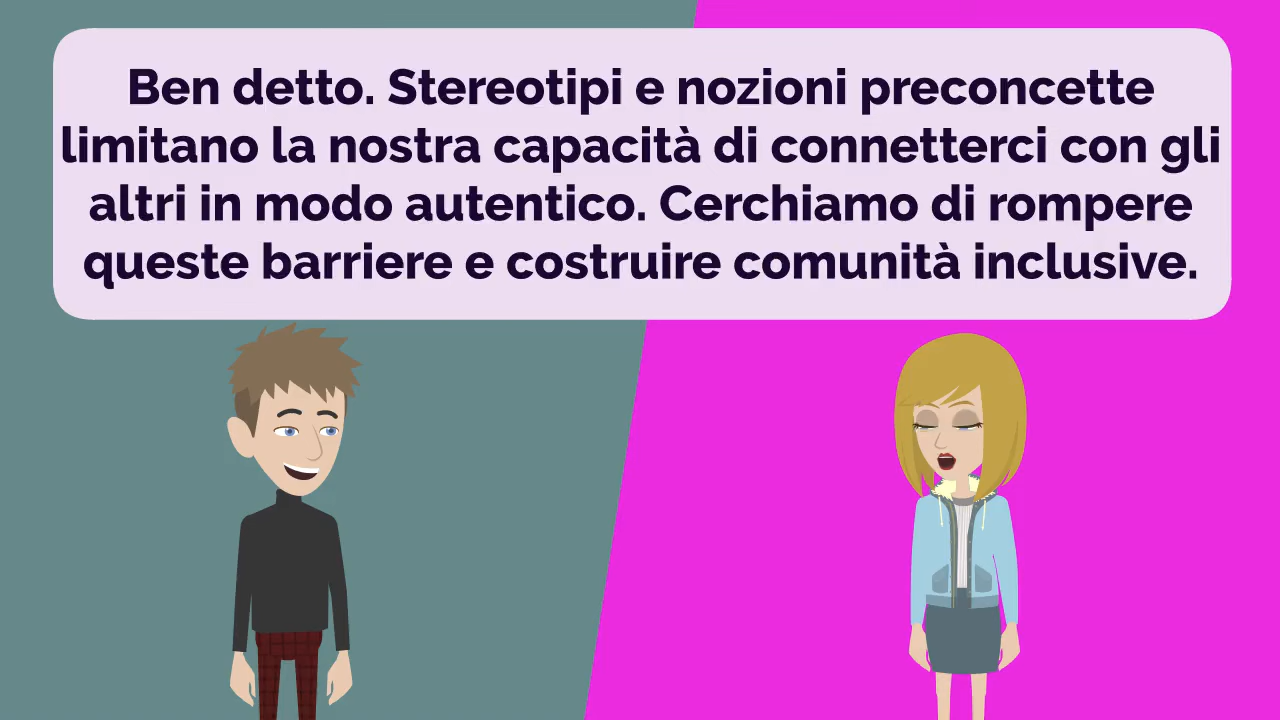 Ben detto. Stereotipi e nozioni preconcette
limitano la nostra capacità di connetterci con gli
altri in modo autentico. Cerchiamo di rompere
queste barriere e costruire comunità inclusive.